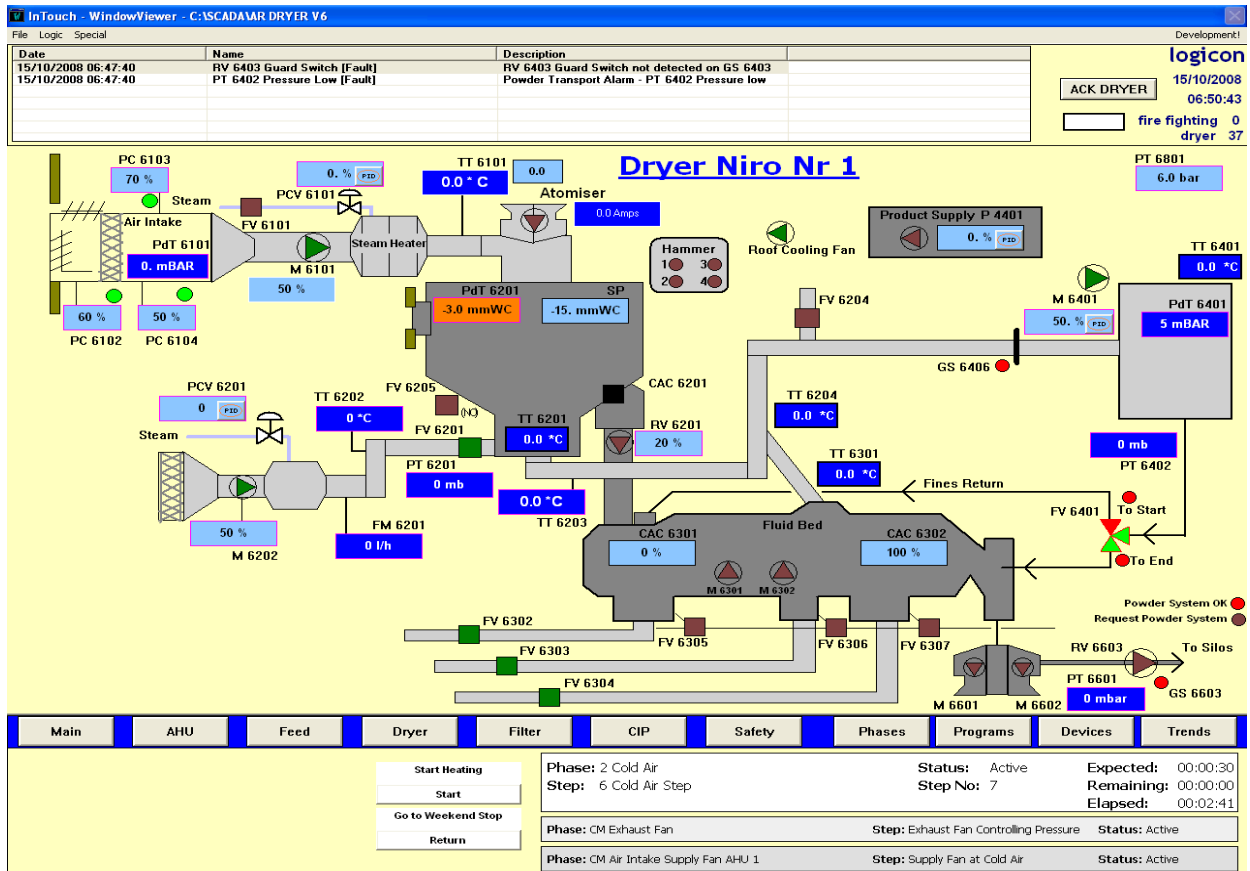 InTouch - WindowViewer - C:\SCADA\AR DRYER V6
File Logic Special Development!
Date Name Description
15/10/2008 06:47:40 RV 6403 Guard Switch [Fault] RV 6403 Guard Switch not detected on GS 6403
15/10/2008 06:47:40 PT 6402 Pressure Low [Fault] Powder Transport Alarm - PT 6402 Pressure low
logicon
15/10/2008
ACK DRYER
06:50:43
fire fighting 0
dryer 37
Dryer Niro Nr 1
PC 6103
70 %
Steam
PCV 6101
0. % PID
FV 6101
TT 6101
0.0 * C
0.0
Atomiser
0.0 Amps
PT 6801
6.0 bar
Air Intake
PdT 6101
0. mBAR
M 6101
50 %
Steam Heater
60 %
PC 6102
50 %
PC 6104
Hammer
1 3
2 4
Roof Cooling Fan
Product Supply P 4401
0. % PID
TT 6401
0.0 *C
M 6401
50. % PID
PdT 6401
5 mBAR
PdT 6201
-3.0 mmWC
SP
-15. mmWC
FV 6204
GS 6406
PCV 6201
0 PID
Steam
TT 6202
0 *C
FV 6205
(NO)
FV 6201
TT 6201
0.0 *C
CAC 6201
RV 6201
20 %
TT 6204
0.0 *C
PT 6201
0 mb
0.0 *C
TT 6203
TT 6301
0.0 *C
0 mb
PT 6402
50 %
M 6202
FM 6201
0 l/h
Fines Return
FV 6401
To Start
To End
Fluid Bed
CAC 6301
0 %
CAC 6302
100 %
M 6301
M 6302
Powder System OK
Request Powder System
FV 6302
FV 6303
FV 6304
FV 6305
FV 6306
FV 6307
RV 6603
To Silos
PT 6601
0 mbar
GS 6603
M 6601
M 6602
Main AHU Feed Dryer Filter CIP Safety Phases Programs Devices Trends
Start Heating
Start
Go to Weekend Stop
Return
Phase: 2 Cold Air Status: Active Expected: 00:00:30
Step: 6 Cold Air Step Step No: 7 Remaining: 00:00:00
Elapsed: 00:02:41
Phase: CM Exhaust Fan Step: Exhaust Fan Controlling Pressure Status: Active
Phase: CM Air Intake Supply Fan AHU 1 Step: Supply Fan at Cold Air Status: Active